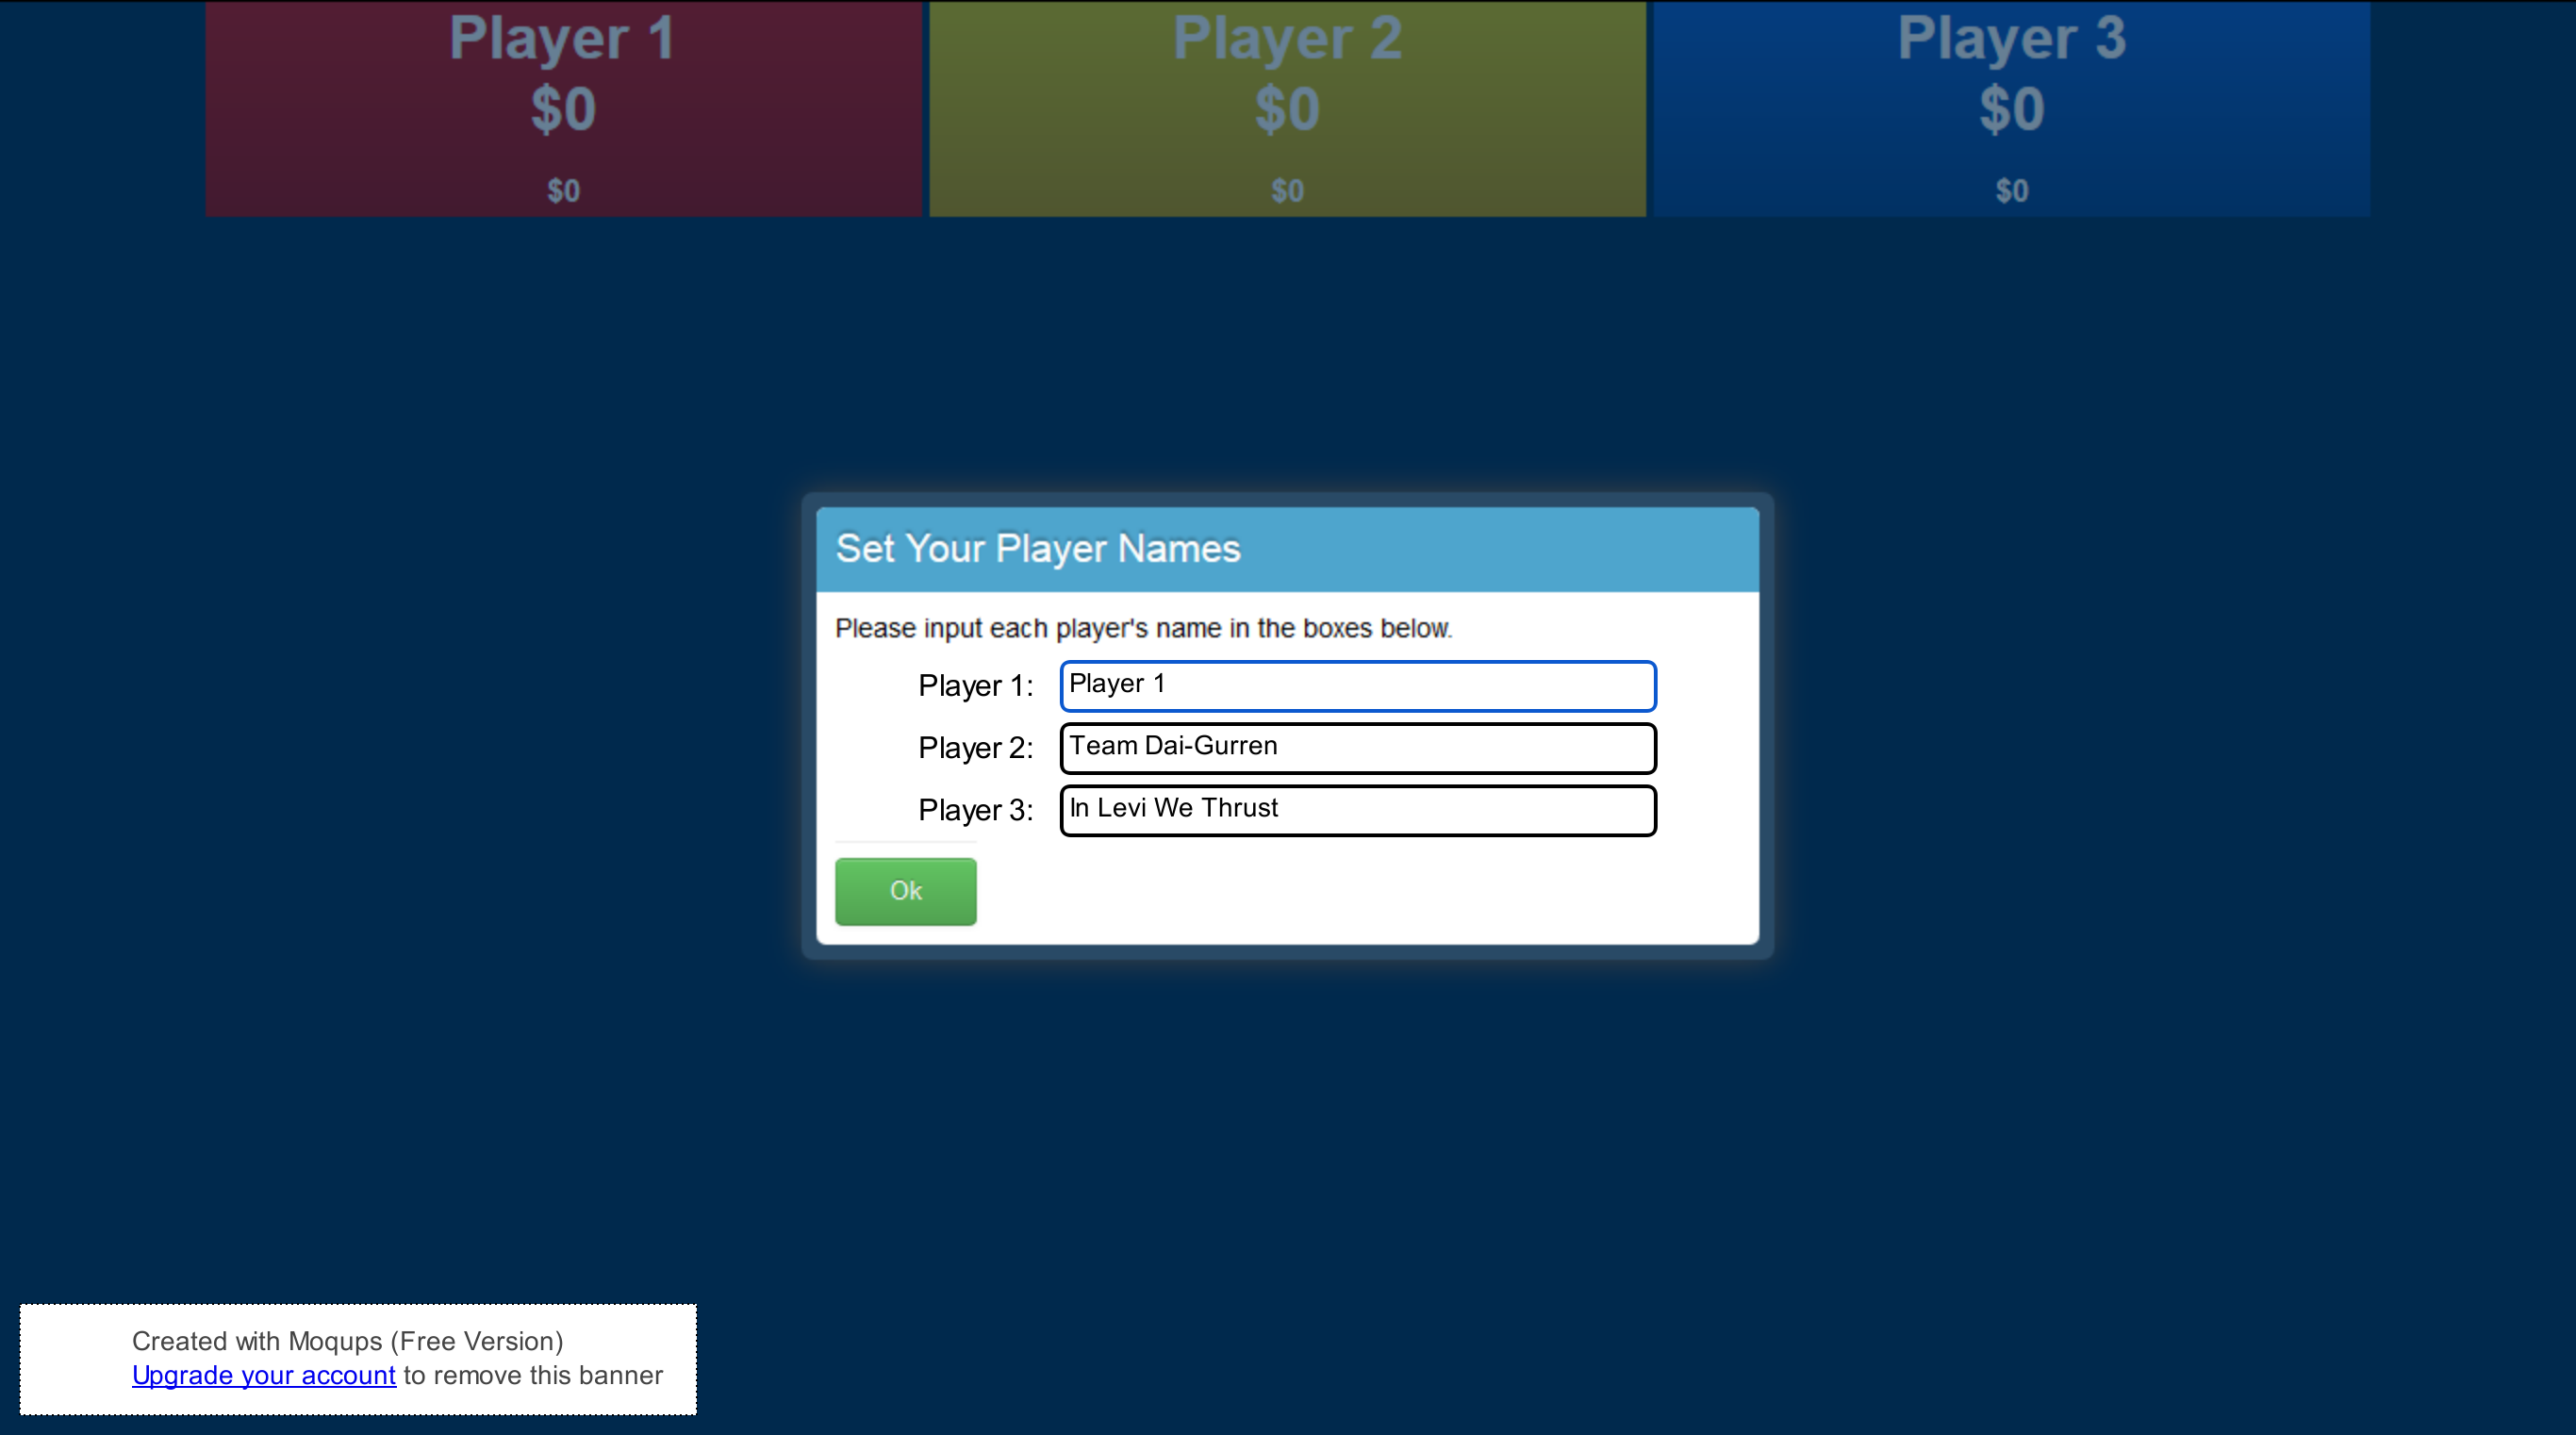 Player 1
$0
$0
Player 2
$0
$0
Player 3
$0
$0
Set Your Player Names
Please input each player's name in the boxes below.
Player 1: Player 1
Player 2: Team Dai-Gurren
Player 3: In Levi We Thrust
Ok
Created with Moqups (Free Version)
Upgrade your account to remove this banner